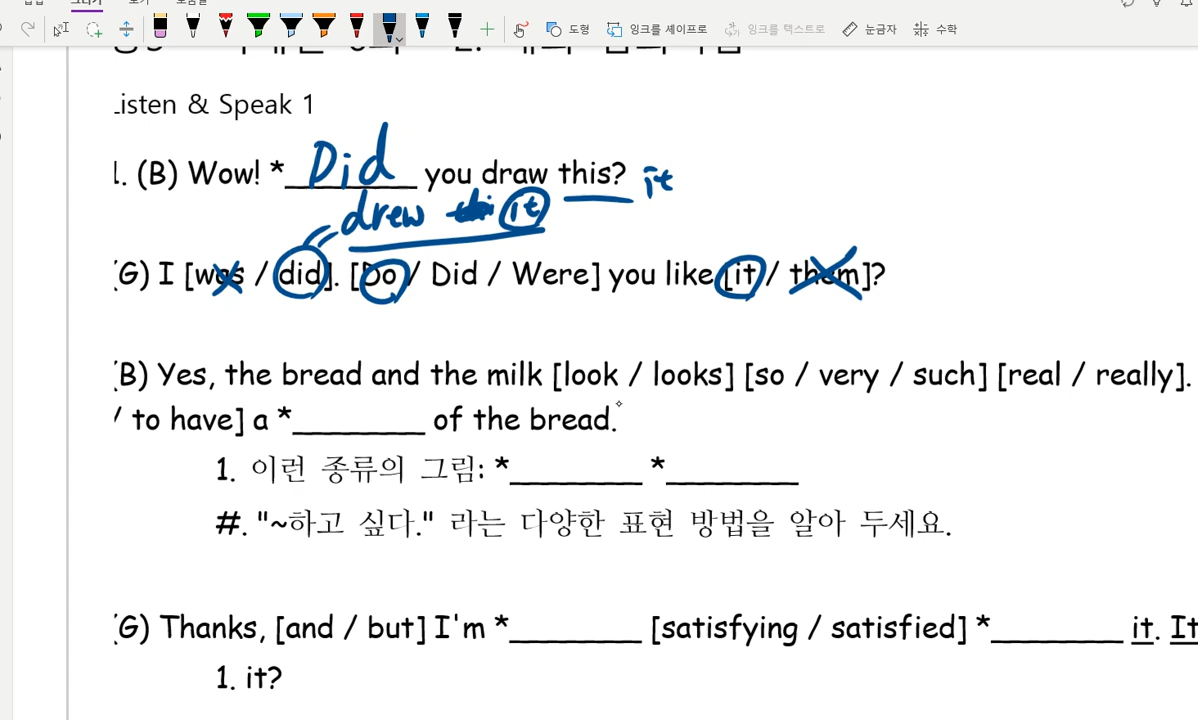 도형 잉크를 셰이프로 잉크를 텍스트로 눈금자 수학
Listen & Speak 1
1. (B) Wow! * Did you draw this? it
drew it
(G) I [was / did]. [Do / Did / Were] you like [it / them]?
(B) Yes, the bread and the milk [look / looks] [so / very / such] [real / really].
/ to have] a *________ of the bread.
1. 이런 종류의 그림: *________ *________
#. "~하고 싶다." 라는 다양한 표현 방법을 알아 두세요.
(G) Thanks, [and / but] I'm *________ [satisfying / satisfied] *________ it. It
1. it?